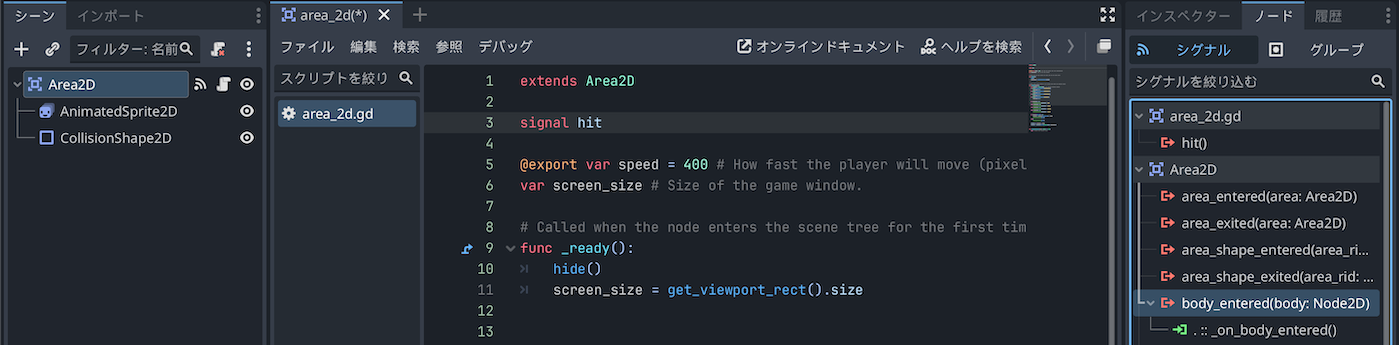 シーン インポート
フィルター: 名前
Area2D
AnimatedSprite2D
CollisionShape2D
area_2d(*)
ファイル 編集 検索 参照 デバッグ オンラインドキュメント ヘルプを検索
スクリプトを絞り
area_2d.gd
1 extends Area2D
2
3 signal hit
4
5 @export var speed = 400 # How fast the player will move (pixel
6 var screen_size # Size of the game window.
7
8 # Called when the node enters the scene tree for the first tim
9 func _ready():
10 hide()
11 screen_size = get_viewport_rect().size
12
13
インスペクター ノード 履歴
シグナル グループ
シグナルを絞り込む
area_2d.gd
hit()
Area2D
area_entered(area: Area2D)
area_exited(area: Area2D)
area_shape_entered(area_ri...
area_shape_exited(area_rid: ...
body_entered(body: Node2D)
. :: _on_body_entered()